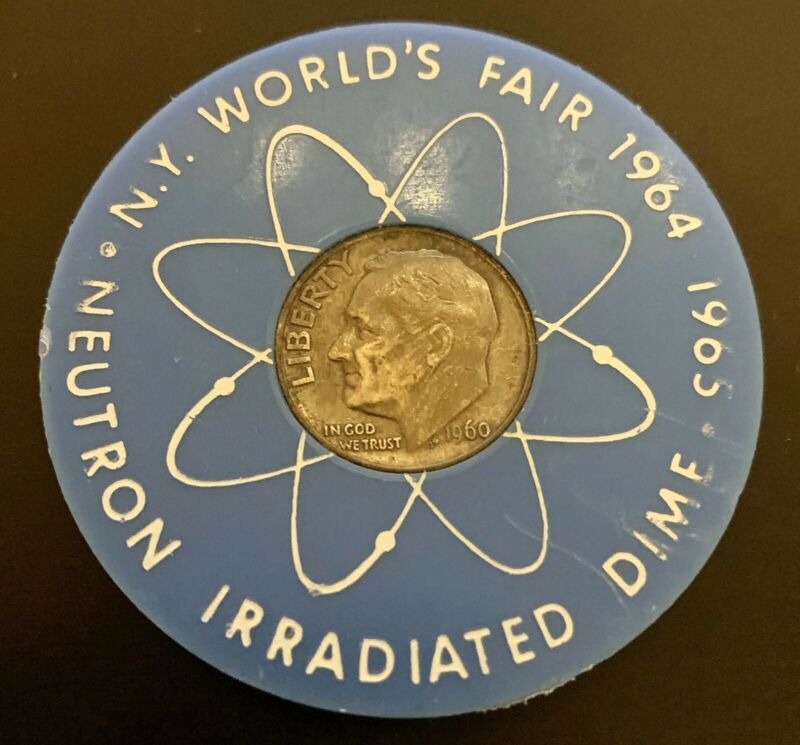 N.Y. WORLD'S FAIR 1964 1965
NEUTRON IRRADIATED DIME
LIBERTY
IN GOD
WE TRUST
1960